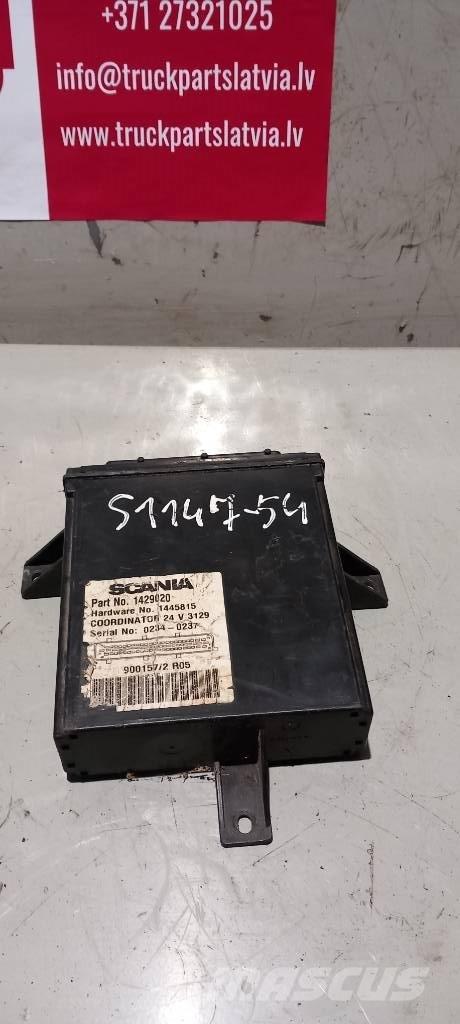 +371 27321025
info@truckpartslatvia.lv
www.truckpartslatvia.lv
S1147-54
SCANIA
Part No. 1429020
Hardware No. 1445815
COORDINATOR 24 V 3129
Serial No: 0234-0237
900157/2 R05
MASCUS